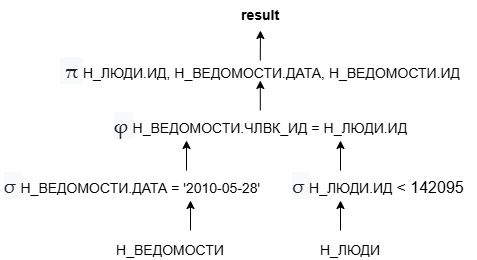 result
π Н_ЛЮДИ.ИД, Н_ВЕДОМОСТИ.ДАТА, Н_ВЕДОМОСТИ.ИД
φ Н_ВЕДОМОСТИ.ЧЛВК_ИД = Н_ЛЮДИ.ИД
σ Н_ВЕДОМОСТИ.ДАТА = '2010-05-28' σ Н_ЛЮДИ.ИД < 142095
Н_ВЕДОМОСТИ Н_ЛЮДИ